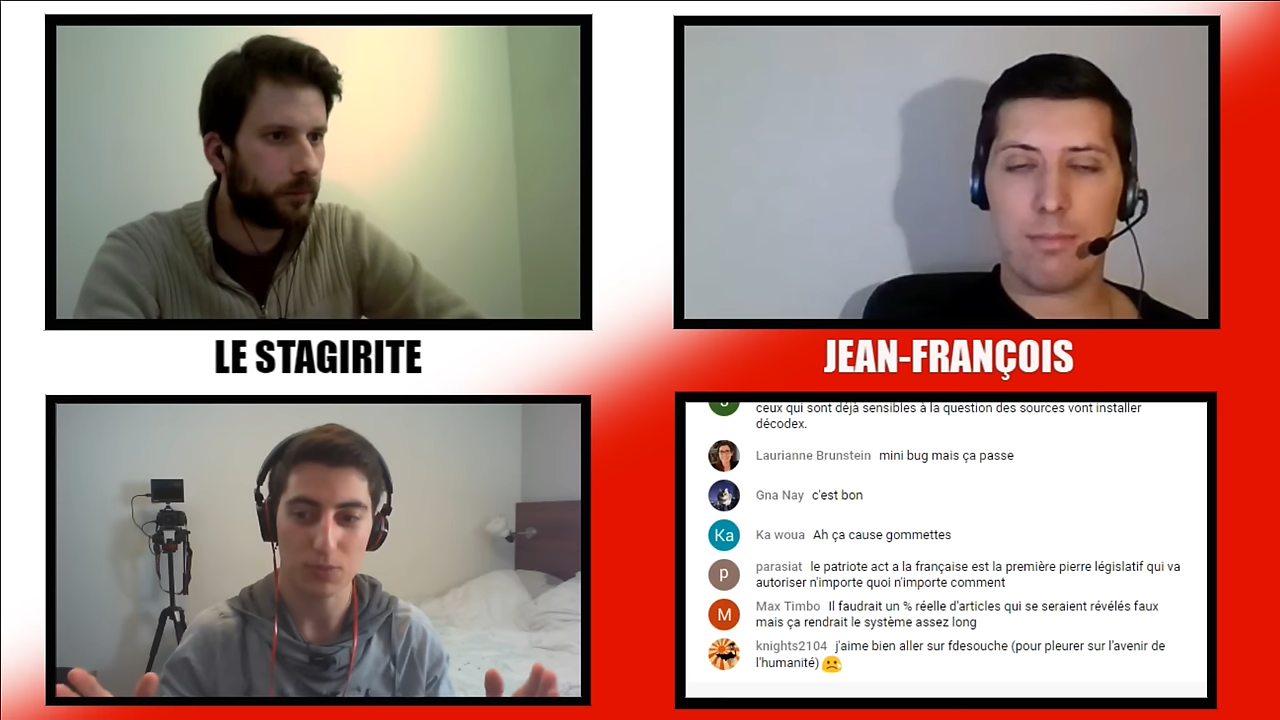 LE STAGIRITE
JEAN-FRANÇOIS
ceux qui sont déjà sensibles à la question des sources vont installer
décodex.
Laurianne Brunstein mini bug mais ça passe
Gna Nay c'est bon
Ka
Ka woua Ah ça cause gommettes
p
parasiat le patriote act a la française est la première pierre législatif qui va
autoriser n'importe quoi n'importe comment
M
Max Timbo Il faudrait un % réelle d'articles qui se seraient révélés faux
mais ça rendrait le système assez long
knights2104 j'aime bien aller sur fdesouche (pour pleurer sur l'avenir de
l'humanité)